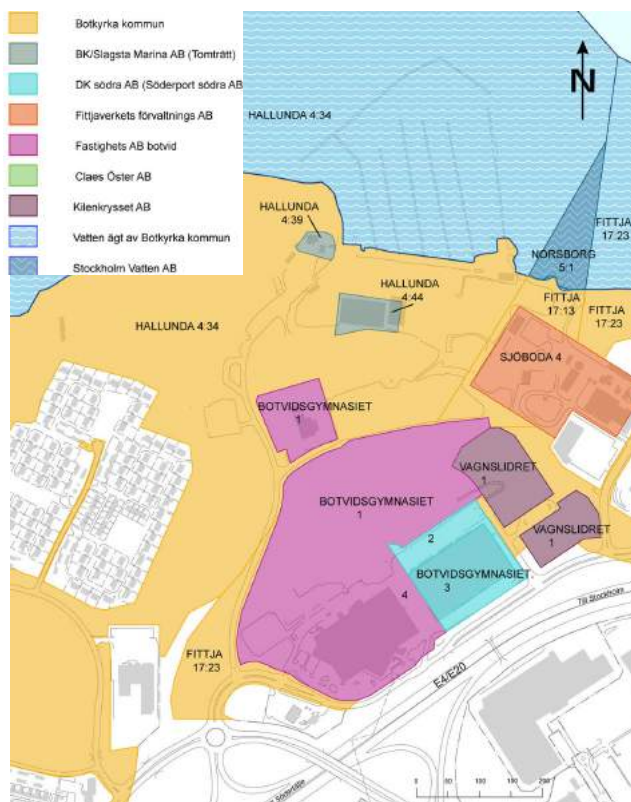 Botkyrka kommun
BK/Slagsta Marina AB (Tomträtt)
DK södra AB (Söderport södra AB
Fittjaverkets förvaltnings AB
Fastighets AB botvid
Claes Öster AB
Kilenkrysset AB
Vatten ägt av Botkyrka kommun
Stockholm Vatten AB
N
HALLUNDA 4:34
HALLUNDA
4:39
FITTJA
17:23
NORSBORG
5:1
HALLUNDA
4:44
FITTJA
17:13
FITTJA
17:23
HALLUNDA 4:34
SJÖBODA 4
BOTVIDSGYMNASIET
1
VAGNSLIDRET
1
BOTVIDSGYMNASIET
1
VAGNSLIDRET
1
2
BOTVIDSGYMNASIET
3
4
Till Stockholm
FITTJA
17:23
E4/E20
Södertälje
0 50 100 200